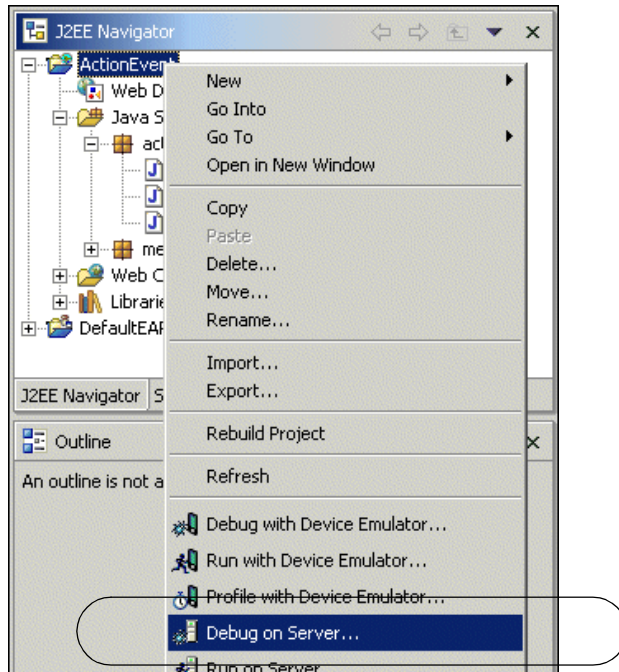 J2EE Navigator
ActionEvent
Web D
Java S
act
me
Web C
Librarie
DefaultEAR
J2EE Navigator S
Outline
An outline is not a
New
Go Into
Go To
Open in New Window
Copy
Paste
Delete...
Move...
Rename...
Import...
Export...
Rebuild Project
Refresh
Debug with Device Emulator...
Run with Device Emulator...
Profile with Device Emulator...
Debug on Server...
Run on Server